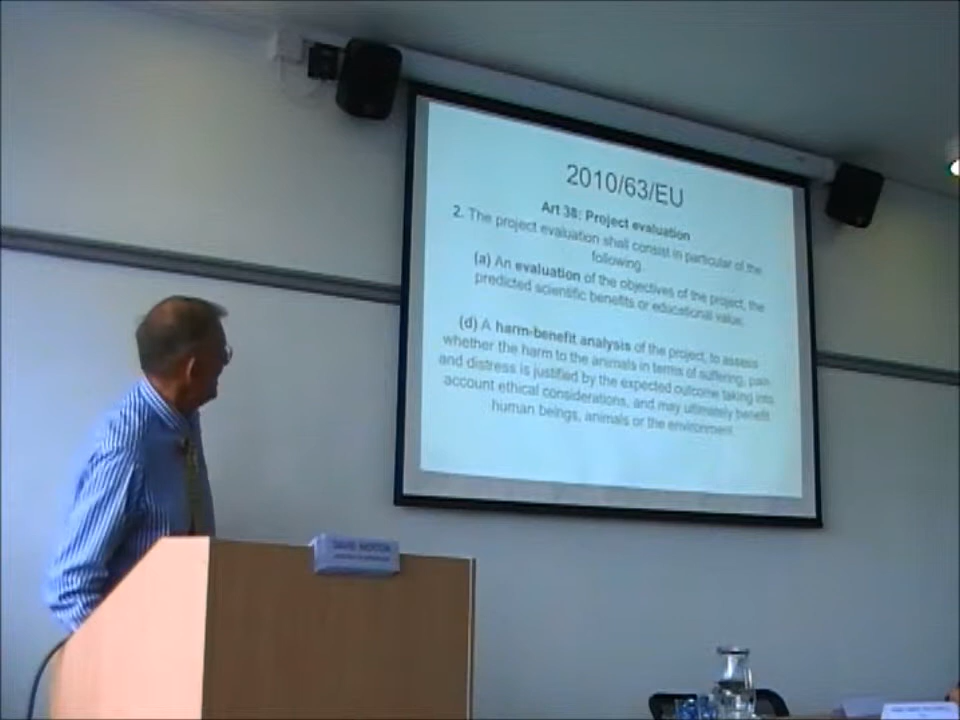 2010/63/EU
Art 38: Project evaluation
2. The project evaluation shall consist in particular of the
following
(a) An evaluation of the objectives of the project, the
predicted scientific benefits or educational value.
(d) A harm-benefit analysis of the project, to assess
whether the harm to the animals in terms of suffering, pain
and distress is justified by the expected outcome taking into
account ethical considerations, and may ultimately benefit
human beings, animals or the environment.
DAVID MORTON